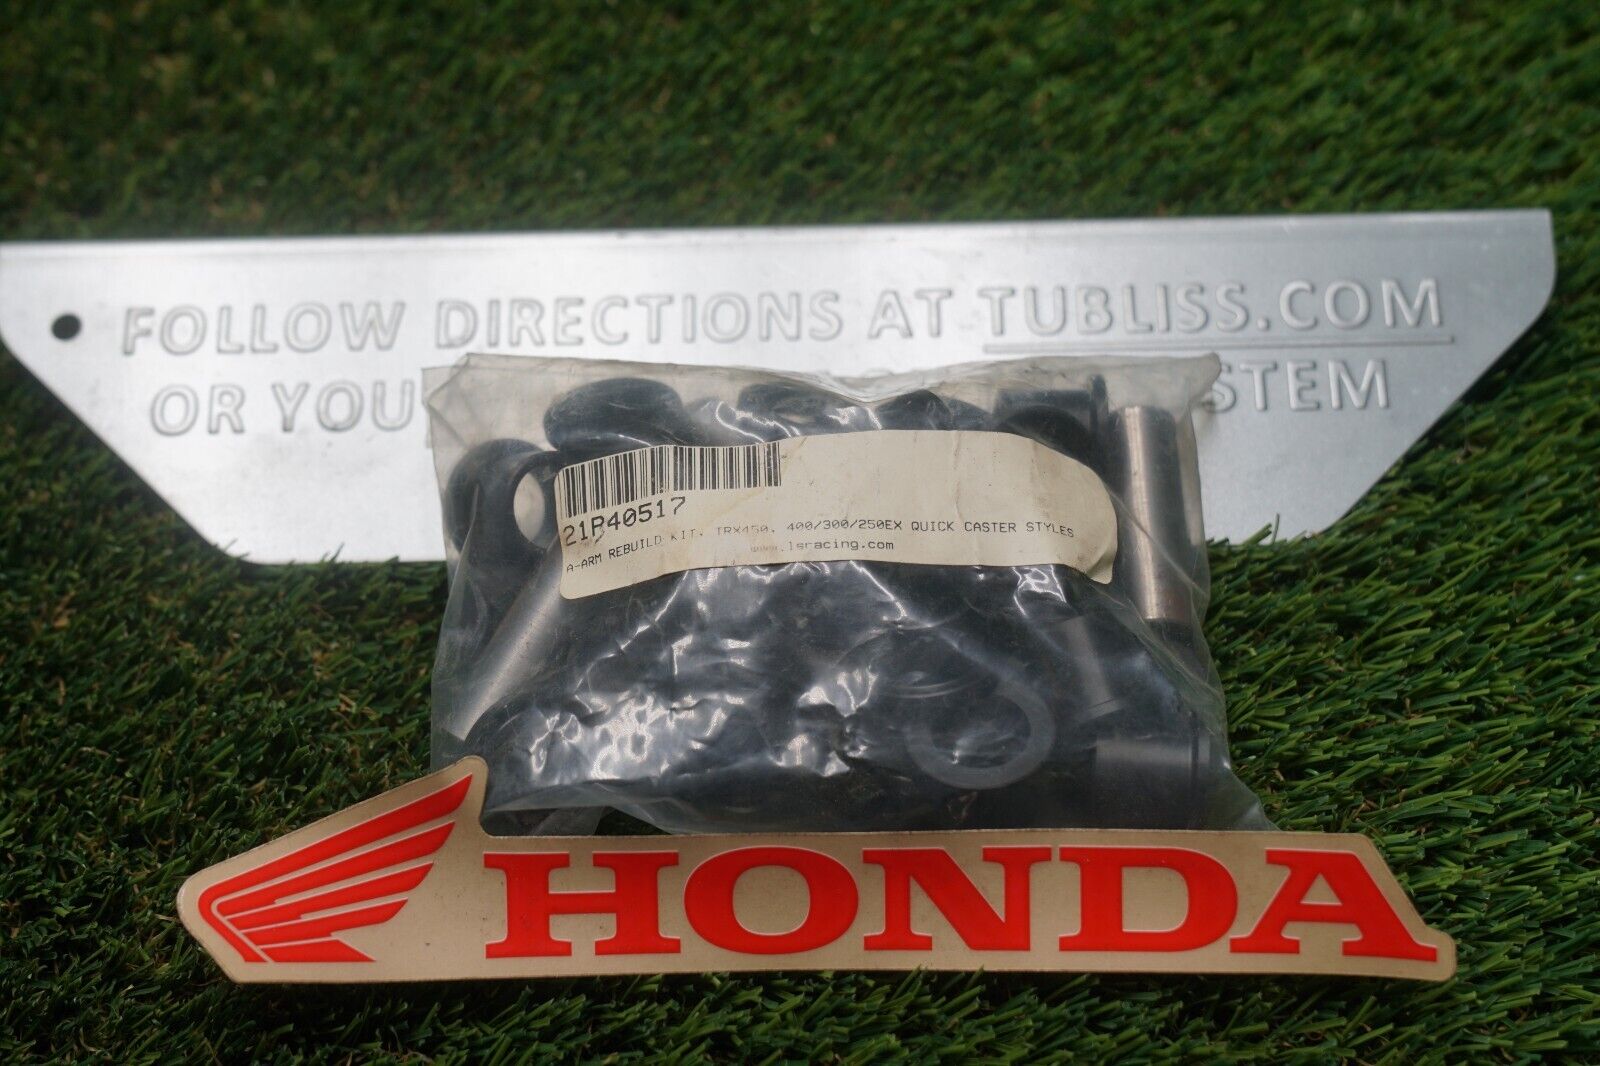 FOLLOW DIRECTIONS AT TUBLISS.COM
OR YOU STEM
21P40517
A-ARM REBUILD KIT, TRX450, 400/300/250EX QUICK CASTER STYLES
www.lsracing.com
HONDA